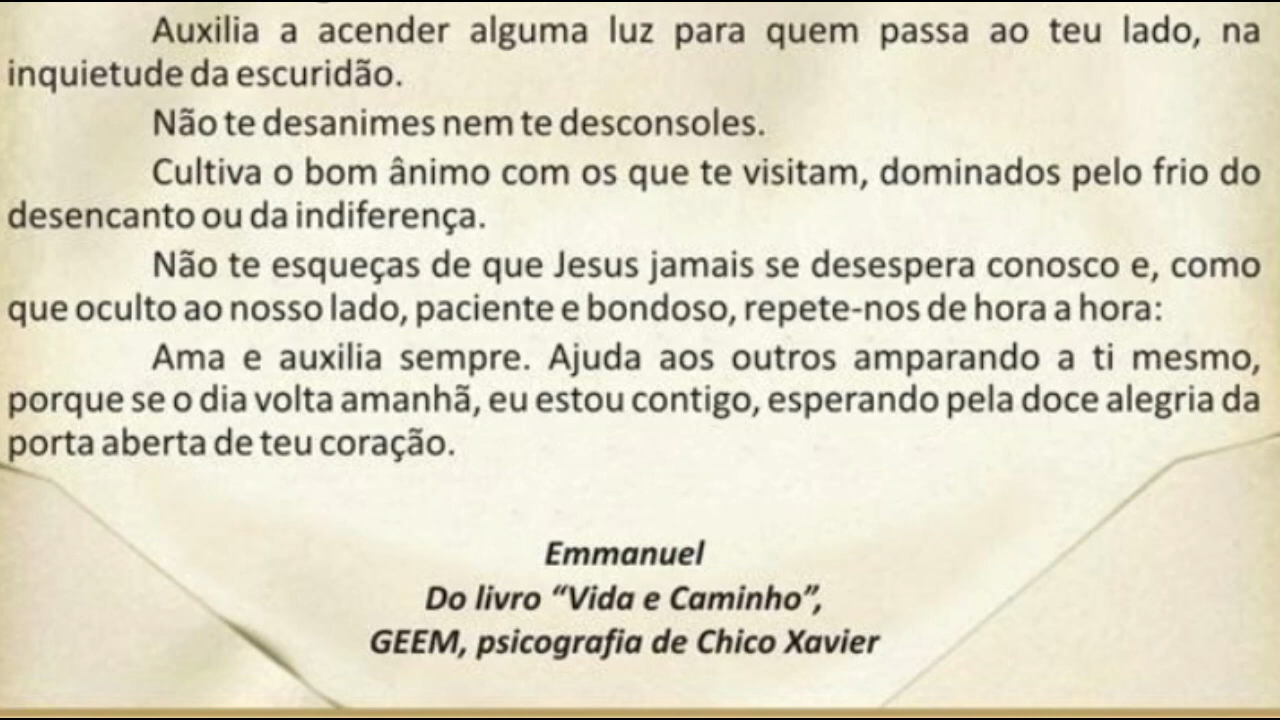 Auxilia a acender alguma luz para quem passa ao teu lado, na
inquietude da escuridão.
Não te desanimes nem te desconsoles.
Cultiva o bom ânimo com os que te visitam, dominados pelo frio do
desencanto ou da indiferença.
Não te esqueças de que Jesus jamais se desespera conosco e, como
que oculto ao nosso lado, paciente e bondoso, repete-nos de hora a hora:
Ama e auxilia sempre. Ajuda aos outros amparando a ti mesmo,
porque se o dia volta amanhã, eu estou contigo, esperando pela doce alegria da
porta aberta de teu coração.
Emmanuel
Do livro “Vida e Caminho”,
GEEM, psicografia de Chico Xavier